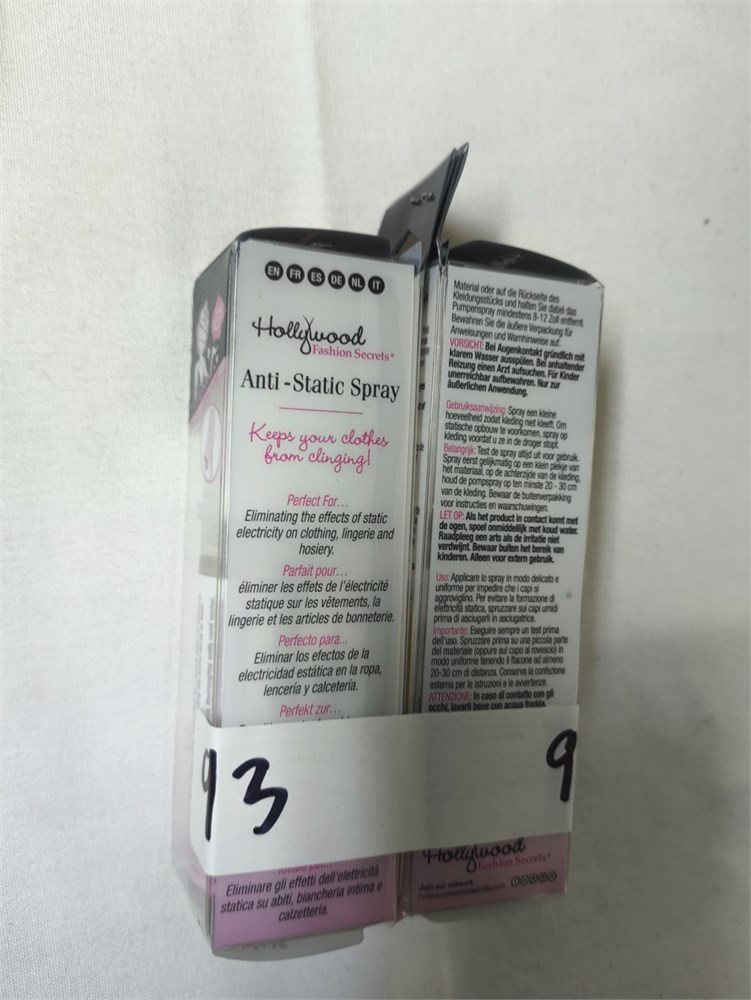 EN FR ES DE NL IT
Hollywood
Fashion Secrets®
Anti-Static Spray
Keeps your clothes
from clinging!
Perfect For...
Eliminating the effects of static
electricity on clothing, lingerie and
hosiery.
Parfait pour...
éliminer les effets de l'électricité
statique sur les vêtements, la
lingerie et les articles de bonneterie.
Perfecto para...
Eliminar los efectos de la
electricidad estática en la ropa,
lencería y calcetería.
Perfekt zur...
93
Eliminare gli effetti dell'elettricità
statica su abiti, biancheria intima e
calzetteria.
Material oder auf die Rückseite des
Kleidungsstücks und halten Sie dabei das
Pumpenspray mindestens 8-12 Zoll entfernt.
Bewahren Sie die äußere Verpackung für
Anweisungen und Warnhinweise auf.
VORSICHT: Bei Augenkontakt gründlich mit
klarem Wasser ausspülen. Bei anhaltender
Reizung einen Arzt aufsuchen. Für Kinder
unerreichbar aufbewahren. Nur zur
äußerlichen Anwendung.
Gebruiksaanwijzing: Spray een kleine
hoeveelheid zodat kleding niet kleeft. Om
statische opbouw te voorkomen, spray op
kleding voordat u ze in de droger stopt.
Belangrijk: Test de spray altijd uit voor gebruik.
Spray eerst gelijkmatig op een klein plekje van
het materiaal, op de achterzijde van de kleding,
houd de pompspray op ten minste 20 - 30 cm
van de kleding. Bewaar de buitenverpakking
voor instructies en waarschuwingen.
LET OP: Als het product in contact komt met
de ogen, spoel onmiddellijk met koud water.
Raadpleeg een arts als de irritatie niet
verdwijnt. Bewaar buiten het bereik van
kinderen. Alleen voor extern gebruik.
Uso: Applicare lo spray in modo delicato e
uniforme per impedire che i capi si
aggroviglino. Per evitare la formazione di
elettricità statica, spruzzare sui capi umidi
prima di asciugarli in asciugatrice.
Importante: Eseguire sempre un test prima
dell'uso. Spruzzare prima su una piccola parte
del materiale (oppure sul capo al rovescio) in
modo uniforme tenendo il flacone ad almeno
20-30 cm di distanza. Conserva la confezione
esterna per le istruzioni e le avvertenze.
ATTENZIONE: In caso di contatto con gli
occhi, lavarli bene con acqua fredda.
9
Hollywood
Fashion Secrets®
Join our network